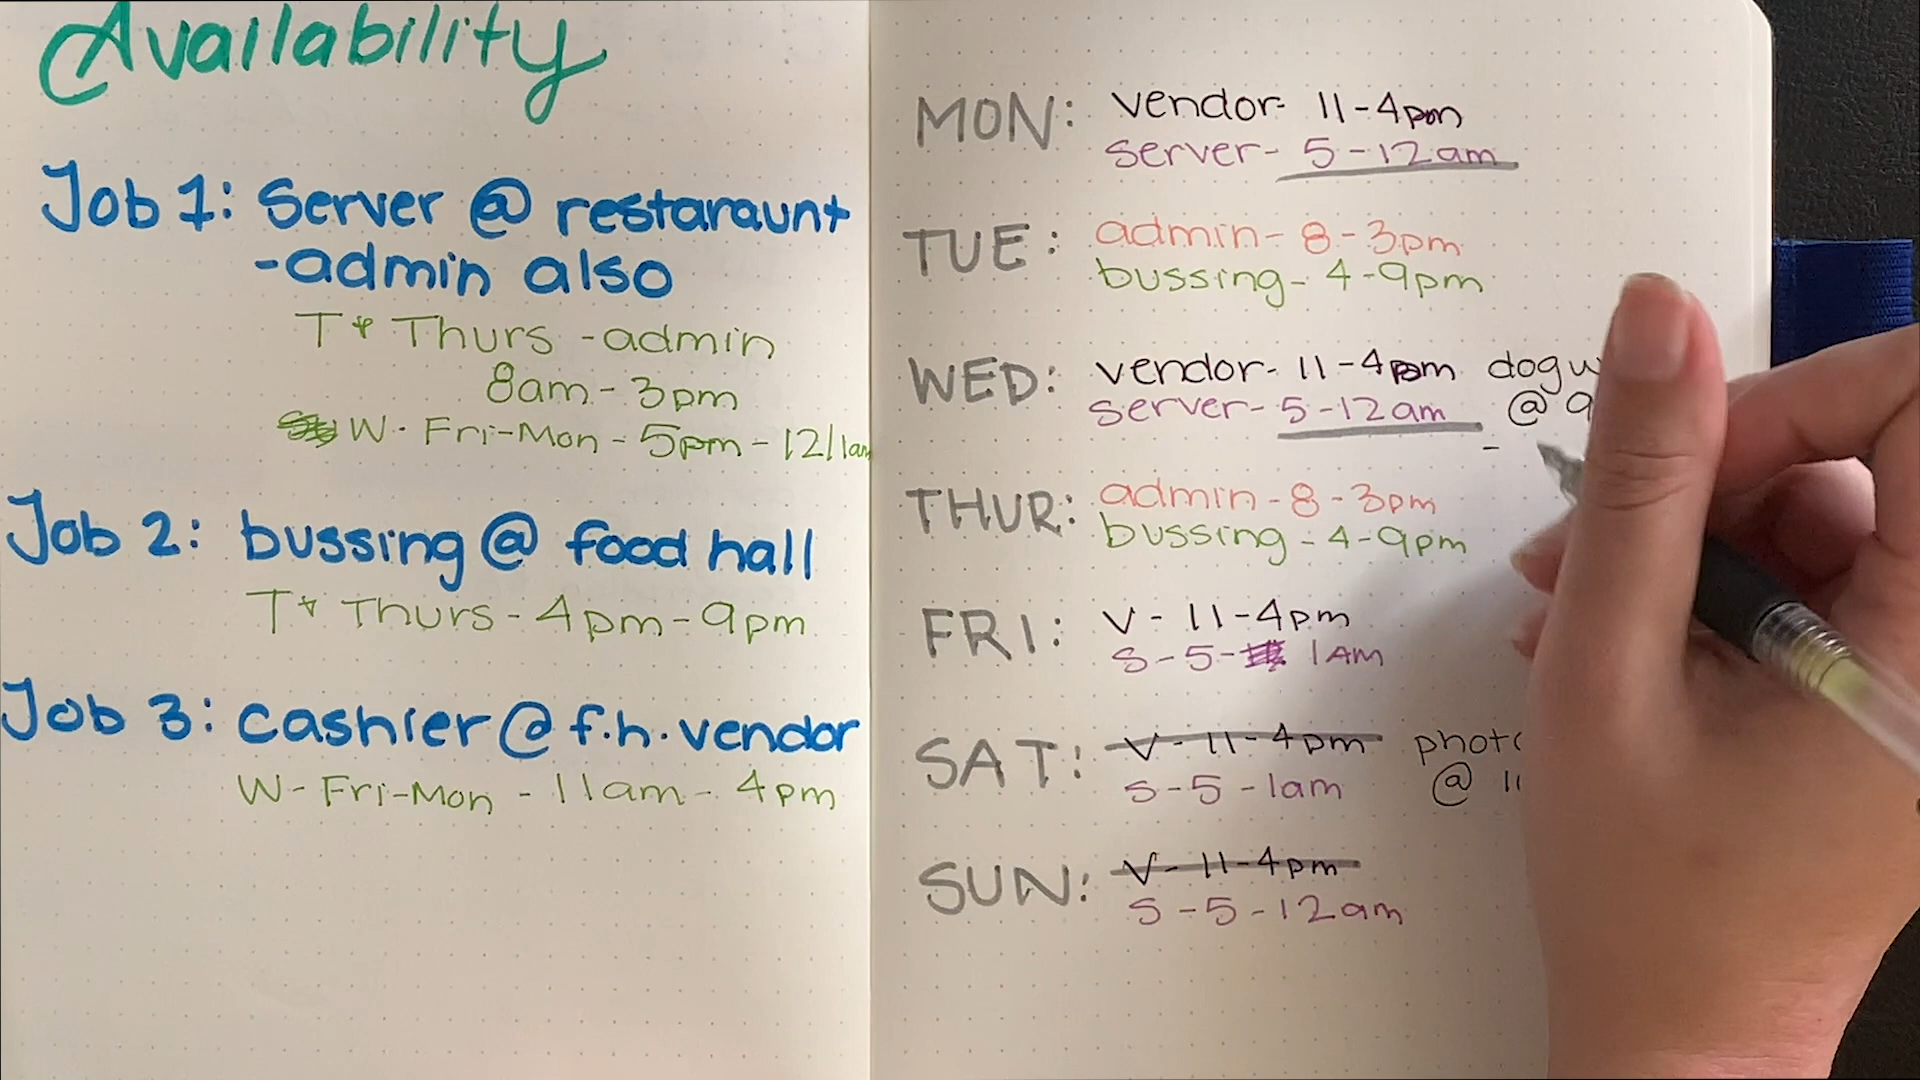 Availability
Job 1: Server @ restaraunt
-admin also
T & Thurs - admin
8am - 3pm
W - Fri-Mon - 5pm - 12/1am
Job 2: bussing @ food hall
T & Thurs - 4pm - 9pm
Job 3: cashier @ f.h. vendor
W - Fri-Mon - 11am - 4pm
MON: vendor- 11-4pm
server- 5-12am
TUE: admin- 8-3pm
bussing- 4-9pm
WED: vendor- 11-4pm
server- 5-12am
@
-
THUR: admin - 8 - 3pm
bussing - 4-9pm
FRI: V - 11-4pm
S - 5 - 1AM
SAT: V - 11-4pm
S - 5 - 1am
@
SUN: V - 11-4pm
S - 5 - 12am